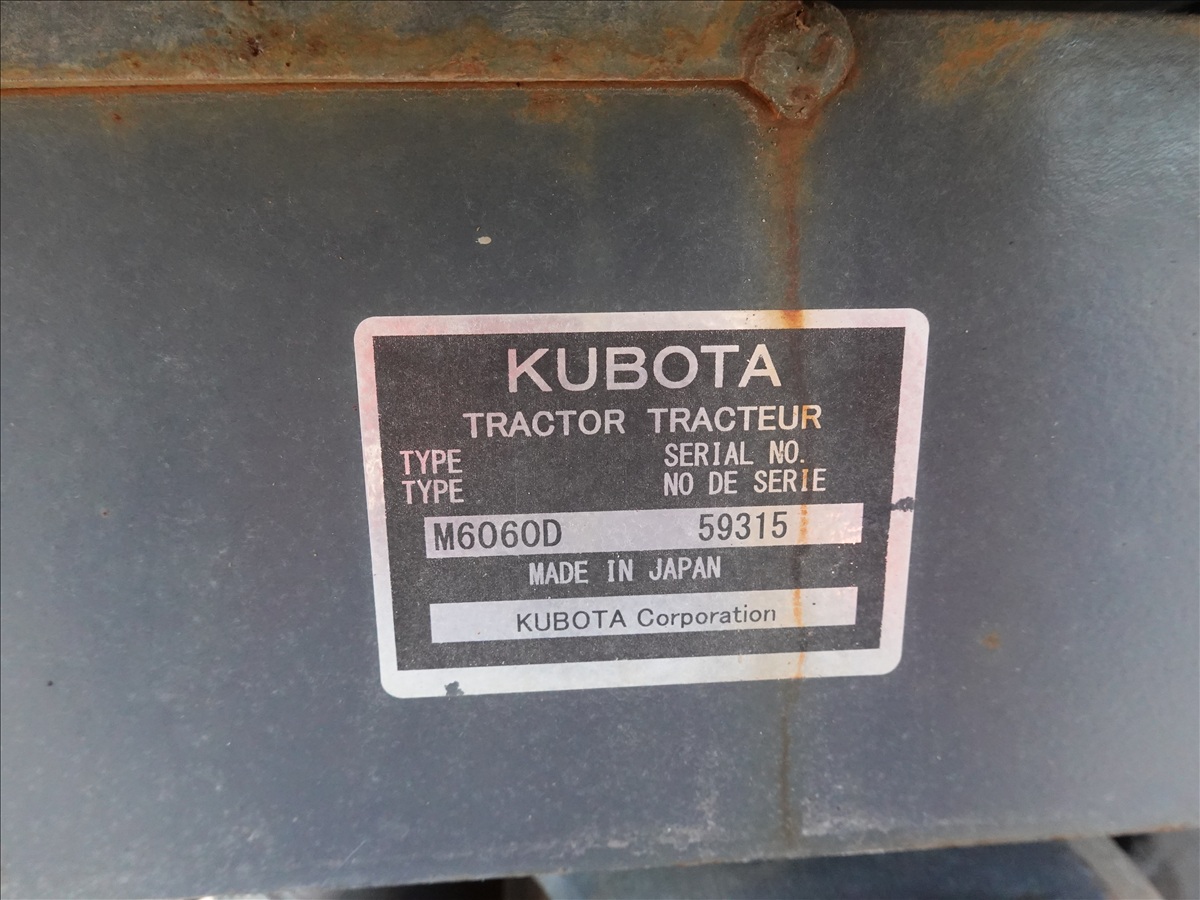 KUBOTA
TRACTOR TRACTEUR
TYPE SERIAL NO.
TYPE NO DE SERIE
M6060D 59315
MADE IN JAPAN
KUBOTA Corporation